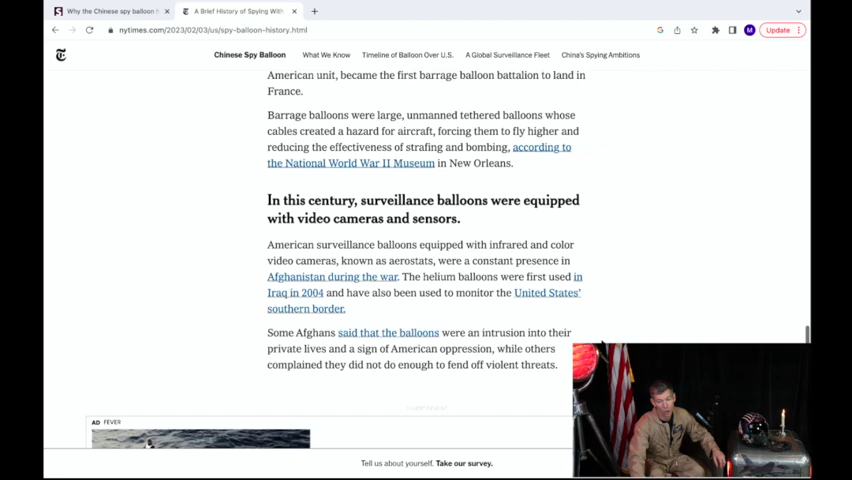 Why the Chinese spy balloon
A Brief History of Spying With
nytimes.com/2023/02/03/us/spy-balloon-history.html
M
Update
T
Chinese Spy Balloon
What We Know
Timeline of Balloon Over U.S.
A Global Surveillance Fleet
China's Spying Ambitions
American unit, became the first barrage balloon battalion to land in
France.
Barrage balloons were large, unmanned tethered balloons whose
cables created a hazard for aircraft, forcing them to fly higher and
reducing the effectiveness of strafing and bombing, according to
the National World War II Museum in New Orleans.
In this century, surveillance balloons were equipped
with video cameras and sensors.
American surveillance balloons equipped with infrared and color
video cameras, known as aerostats, were a constant presence in
Afghanistan during the war. The helium balloons were first used in
Iraq in 2004 and have also been used to monitor the United States'
southern border.
Some Afghans said that the balloons were an intrusion into their
private lives and a sign of American oppression, while others
complained they did not do enough to fend off violent threats.
AD FEVER
Tell us about yourself. Take our survey.